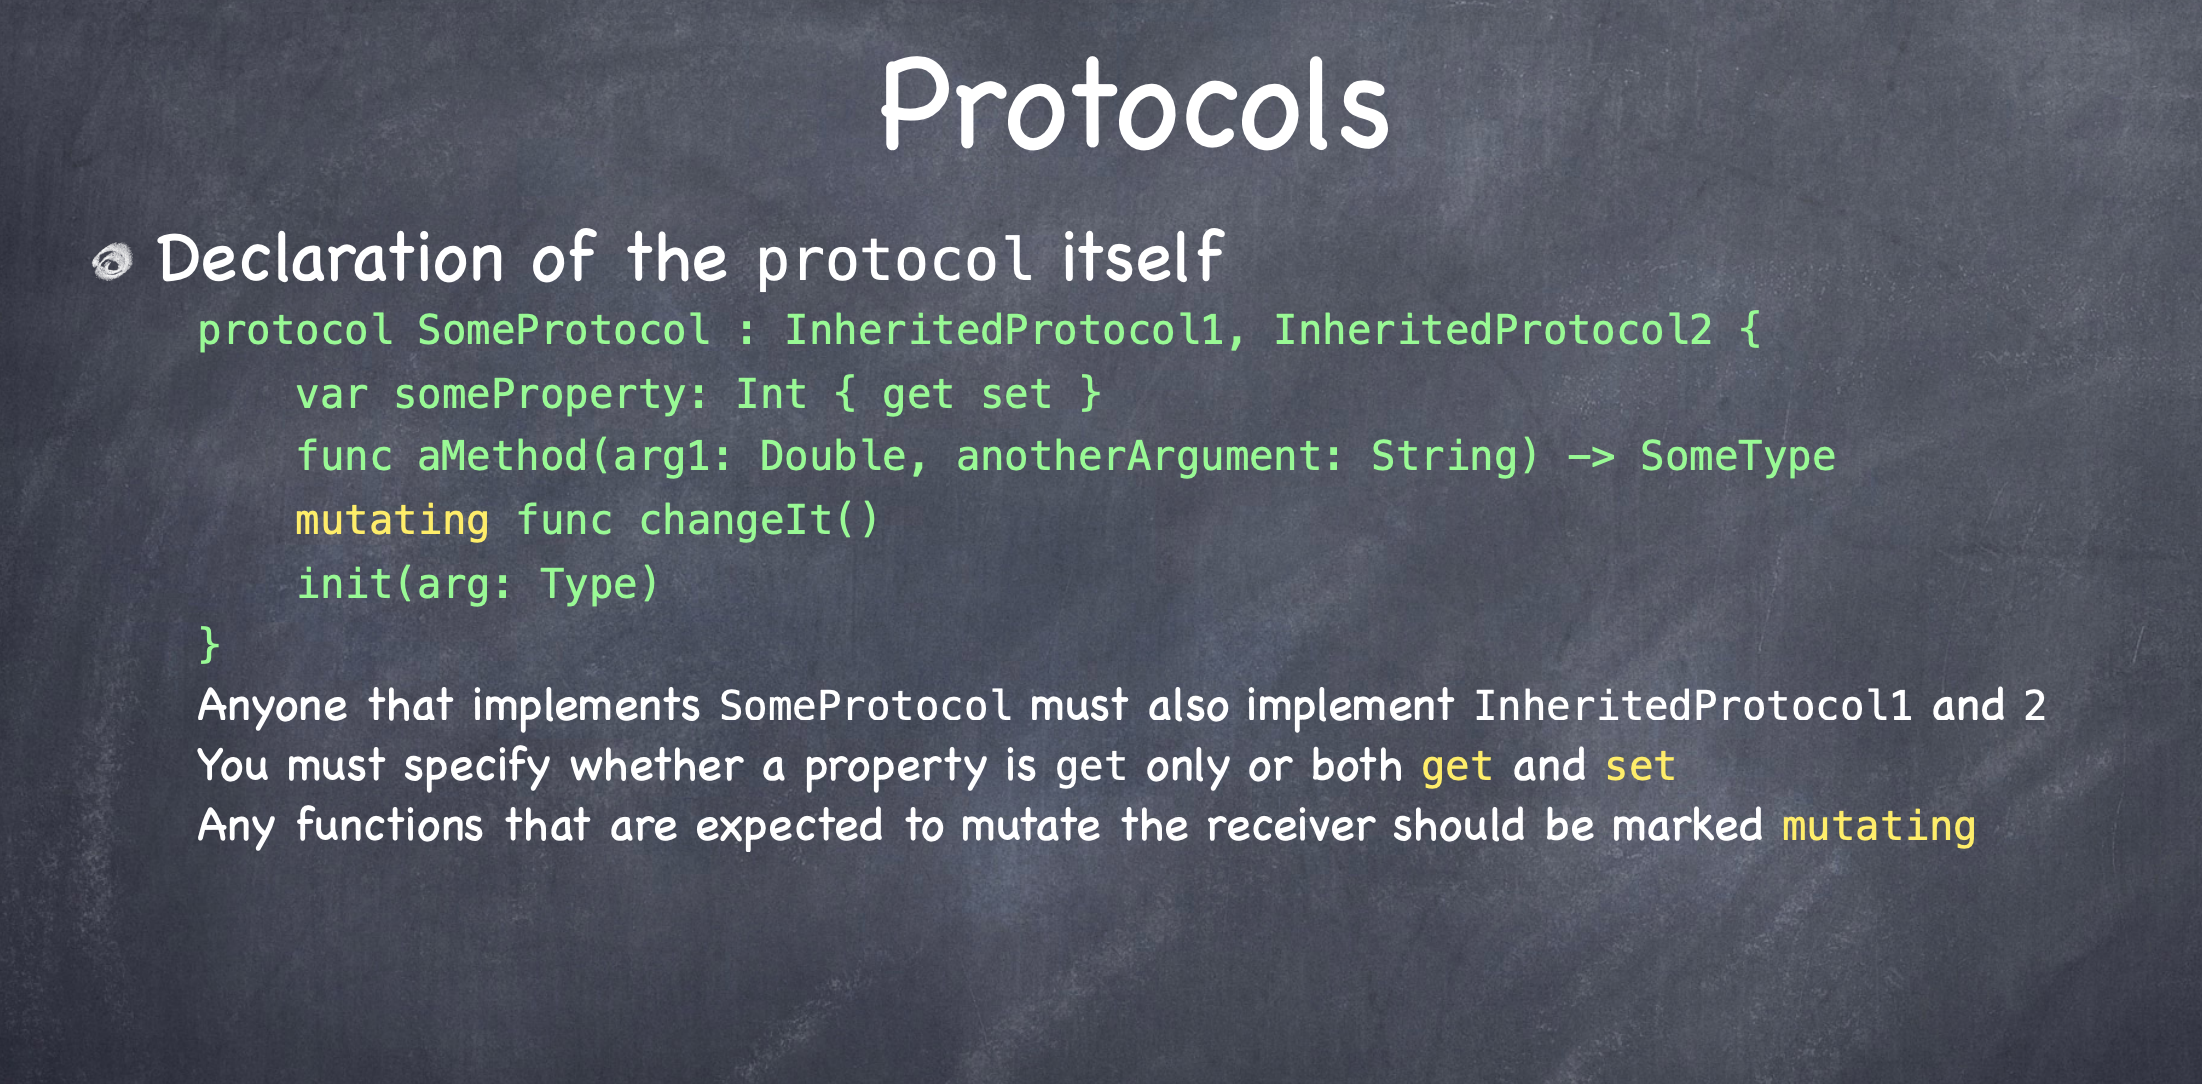 Protocols
Declaration of the protocol itself
protocol SomeProtocol : InheritedProtocol1, InheritedProtocol2 {
var someProperty: Int { get set }
func aMethod(arg1: Double, anotherArgument: String) -> SomeType
mutating func changeIt()
init(arg: Type)
}
Anyone that implements SomeProtocol must also implement InheritedProtocol1 and 2
You must specify whether a property is get only or both get and set
Any functions that are expected to mutate the receiver should be marked mutating